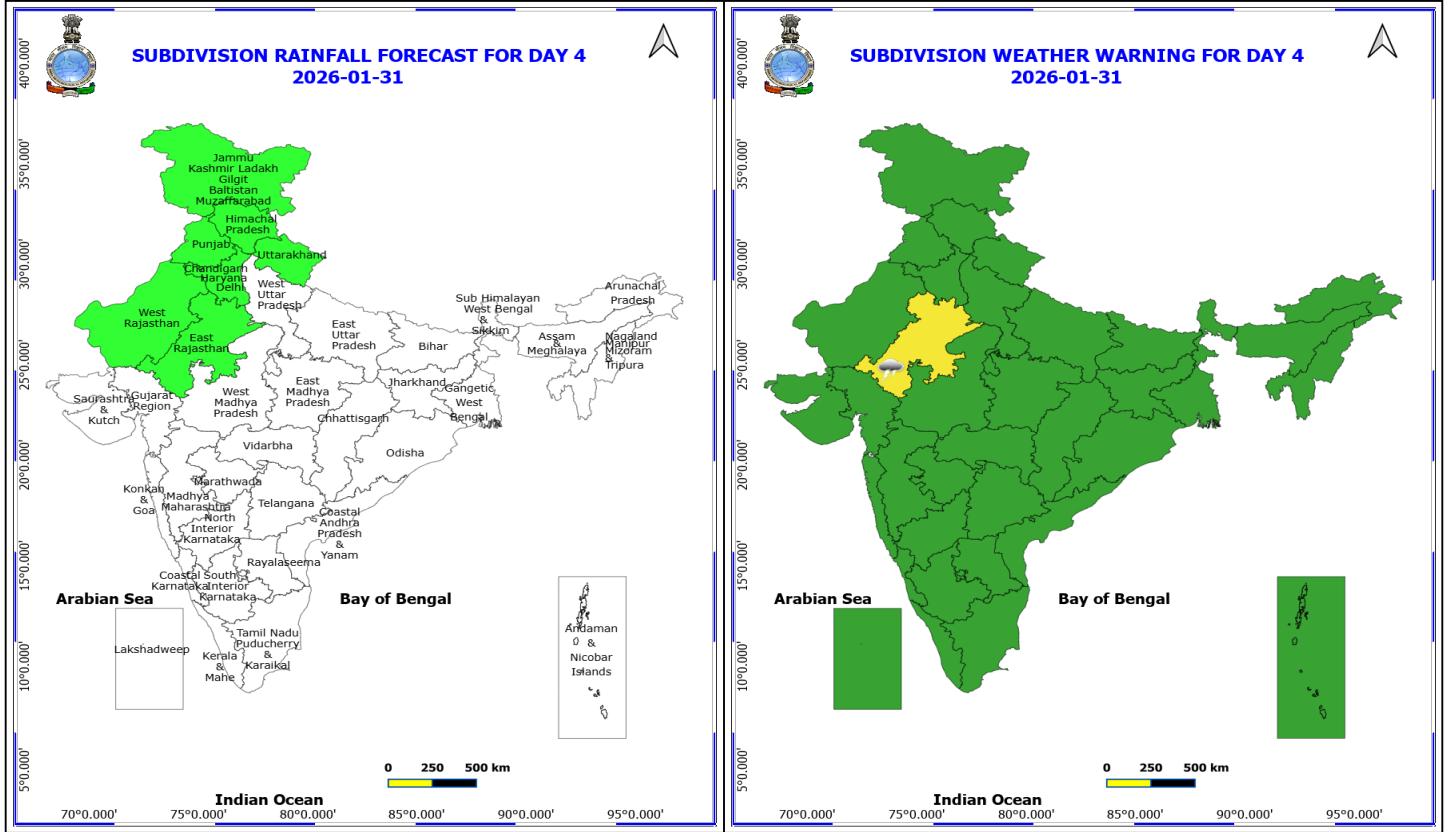 SUBDIVISION RAINFALL FORECAST FOR DAY 4
2026-01-31
40°0.000'
35°0.000'
30°0.000'
25°0.000'
20°0.000'
15°0.000'
10°0.000'
5°0.000'
Jammu
Kashmir Ladakh
Gilgit
Baltistan
Muzaffarabad
Himachal
Pradesh
Punjab
Uttarakhand
Chandigarh
Haryana
Delhi
West
Uttar
Pradesh
West
Rajasthan
East
Rajasthan
East
Uttar
Pradesh
Bihar
Sub Himalayan
West Bengal
&
Sikkim
Arunachal
Pradesh
Assam
&
Meghalaya
Nagaland
Manipur
Mizoram
&
Tripura
Saurashtra
&
Kutch
Gujarat
Region
West
Madhya
Pradesh
East
Madhya
Pradesh
Jharkhand
Gangetic
West
Bengal
Chhattisgarh
Vidarbha
Odisha
Konkan
&
Goa
Madhya
Maharashtra
Marathwada
Telangana
North
Interior
Karnataka
Coastal
Andhra
Pradesh
&
Yanam
Rayalaseema
Coastal
Karnataka
South
Interior
Karnataka
Arabian Sea
Bay of Bengal
Lakshadweep
Kerala
&
Mahe
Tamil Nadu
Puducherry
&
Karaikal
Andaman
&
Nicobar
Islands
0 250 500 km
Indian Ocean
70°0.000' 75°0.000' 80°0.000' 85°0.000' 90°0.000' 95°0.000'
SUBDIVISION WEATHER WARNING FOR DAY 4
2026-01-31
40°0.000'
35°0.000'
30°0.000'
25°0.000'
20°0.000'
15°0.000'
10°0.000'
5°0.000'
Arabian Sea
Bay of Bengal
0 250 500 km
Indian Ocean
70°0.000' 75°0.000' 80°0.000' 85°0.000' 90°0.000' 95°0.000'